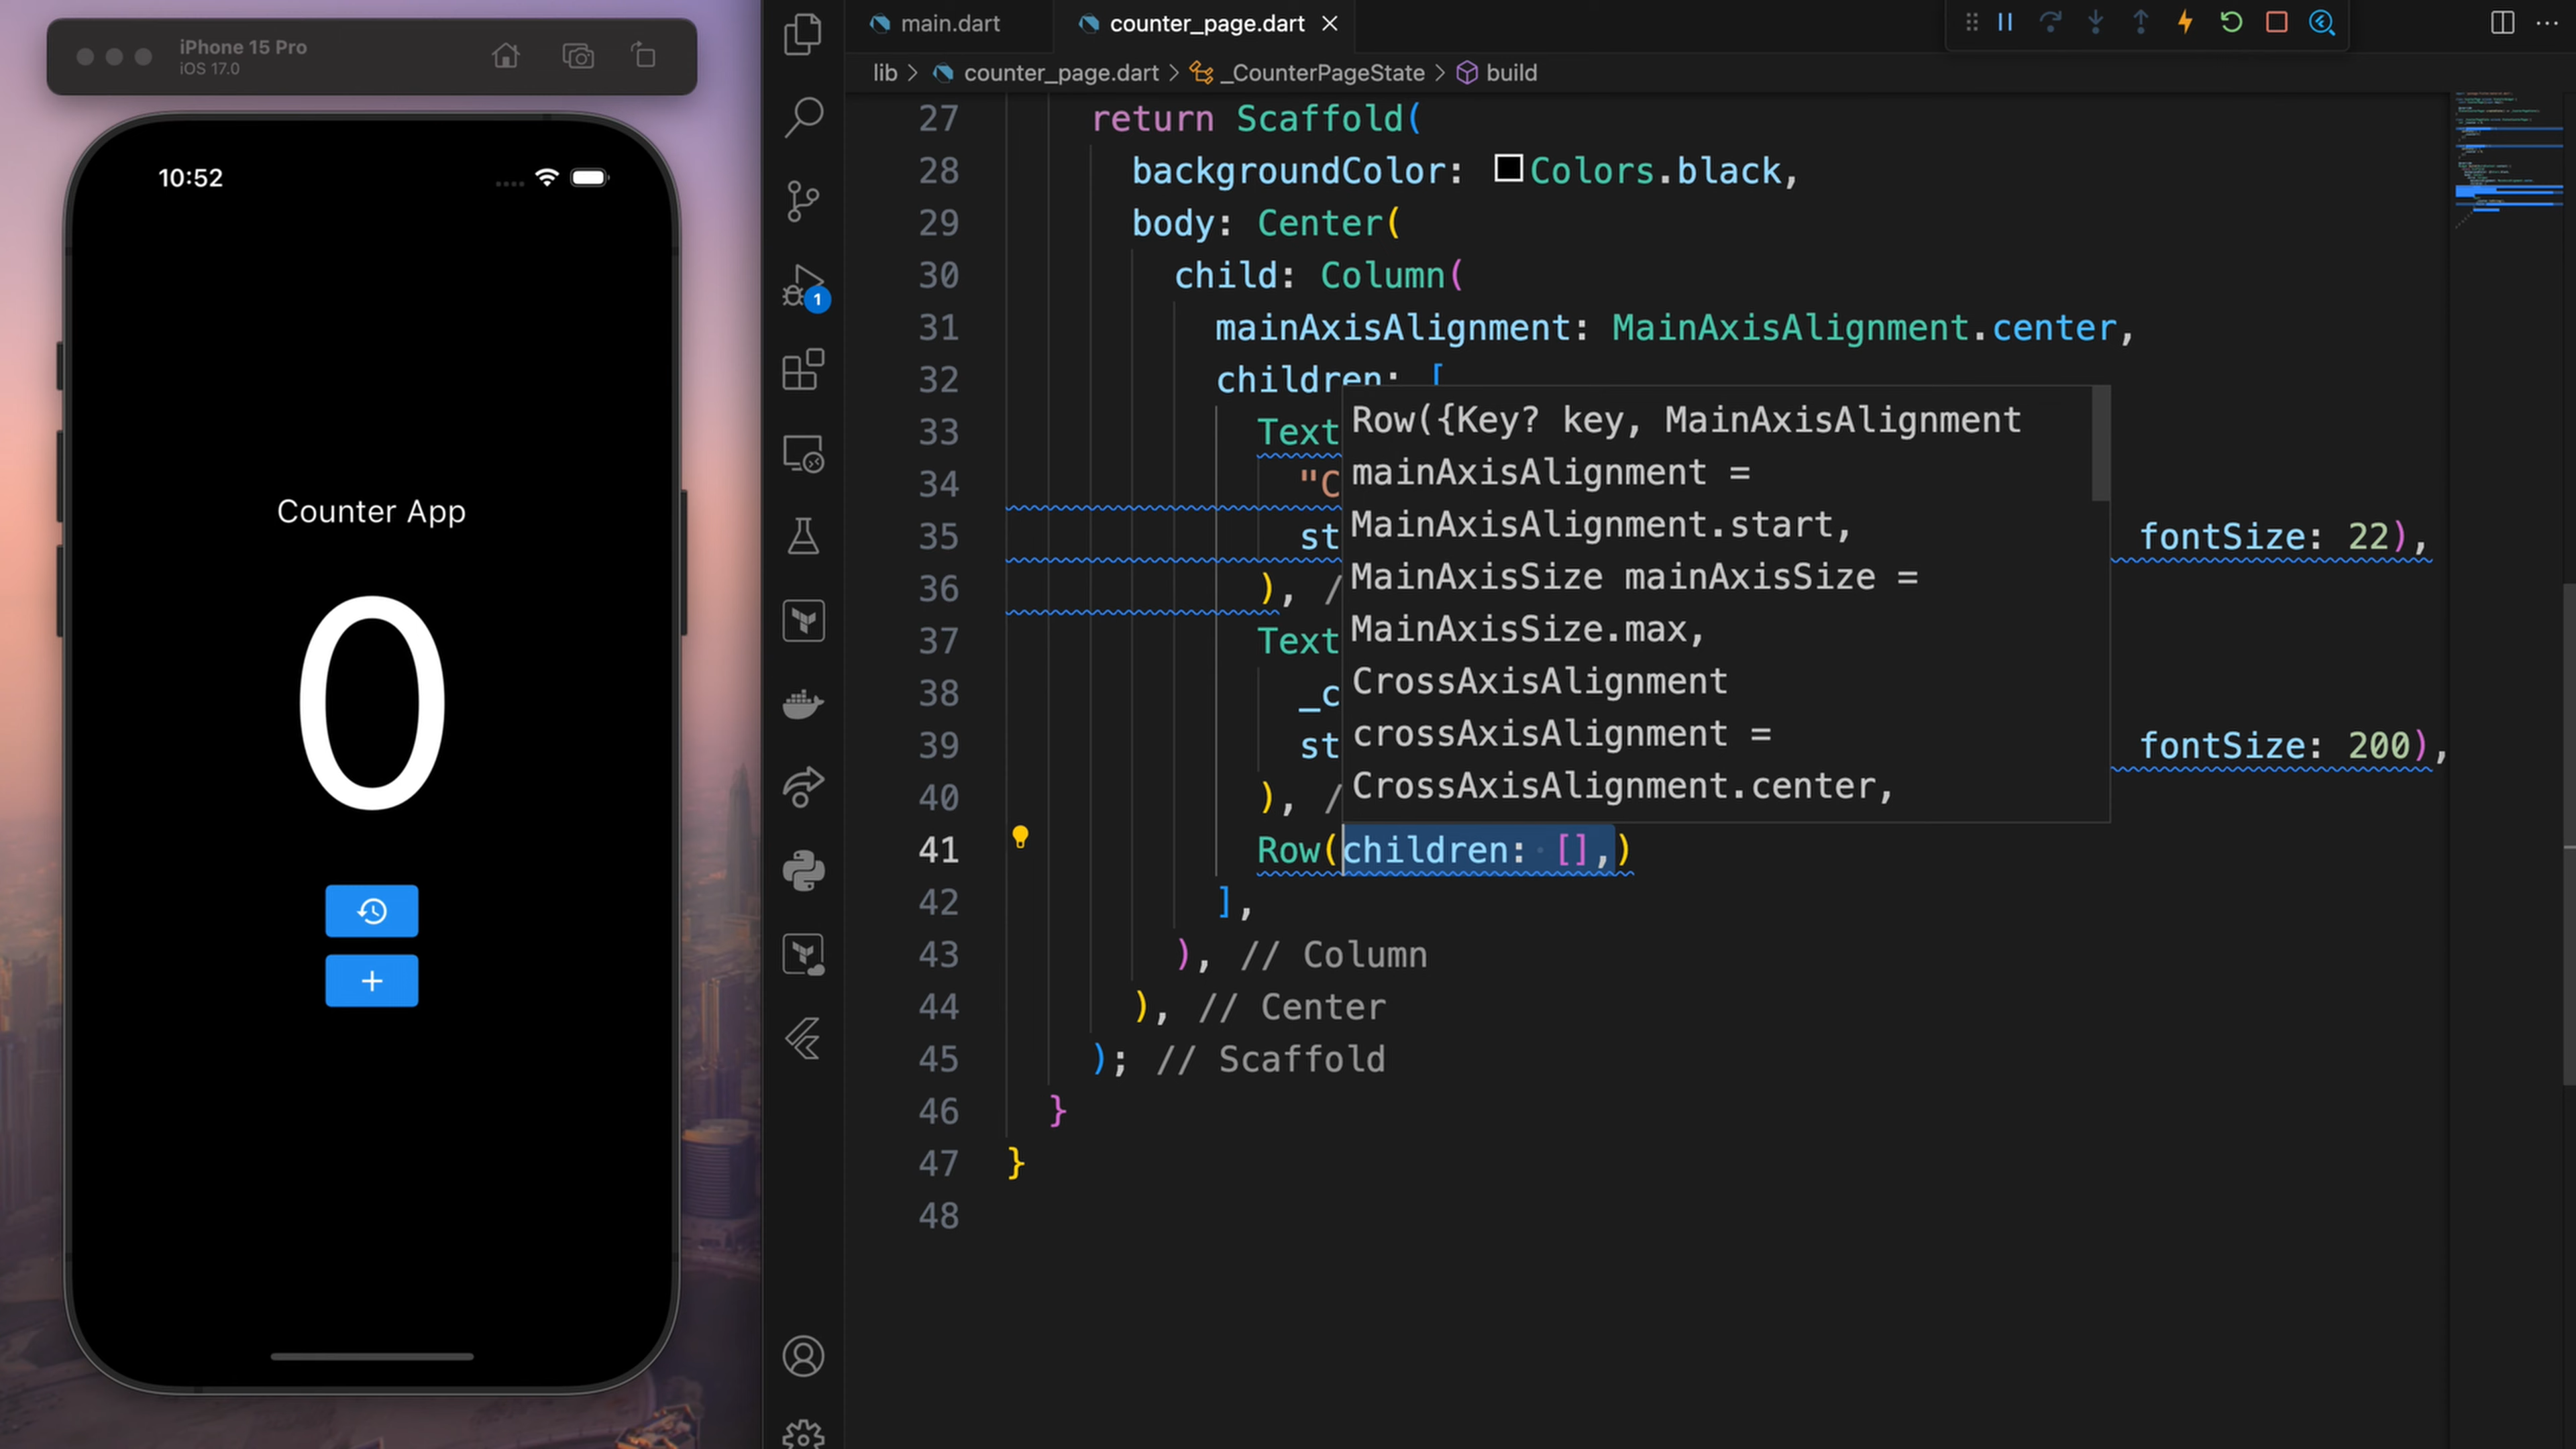 iPhone 15 Pro
iOS 17.0
10:52
Counter App
0
1
main.dart
counter_page.dart
lib > counter_page.dart > _CounterPageState > build
27 return Scaffold(
28 backgroundColor: Colors.black,
29 body: Center(
30 child: Column(
31 mainAxisAlignment: MainAxisAlignment.center,
32 children: [
33 Text
34 "C
35 st fontSize: 22),
36 ), /
37 Text
38 _c
39 st fontSize: 200),
40 ), /
Row({Key? key, MainAxisAlignment
mainAxisAlignment =
MainAxisAlignment.start,
MainAxisSize mainAxisSize =
MainAxisSize.max,
CrossAxisAlignment
crossAxisAlignment =
CrossAxisAlignment.center,
41 Row(children: [],)
42 ],
43 ), // Column
44 ), // Center
45 ); // Scaffold
46 }
47 }
48